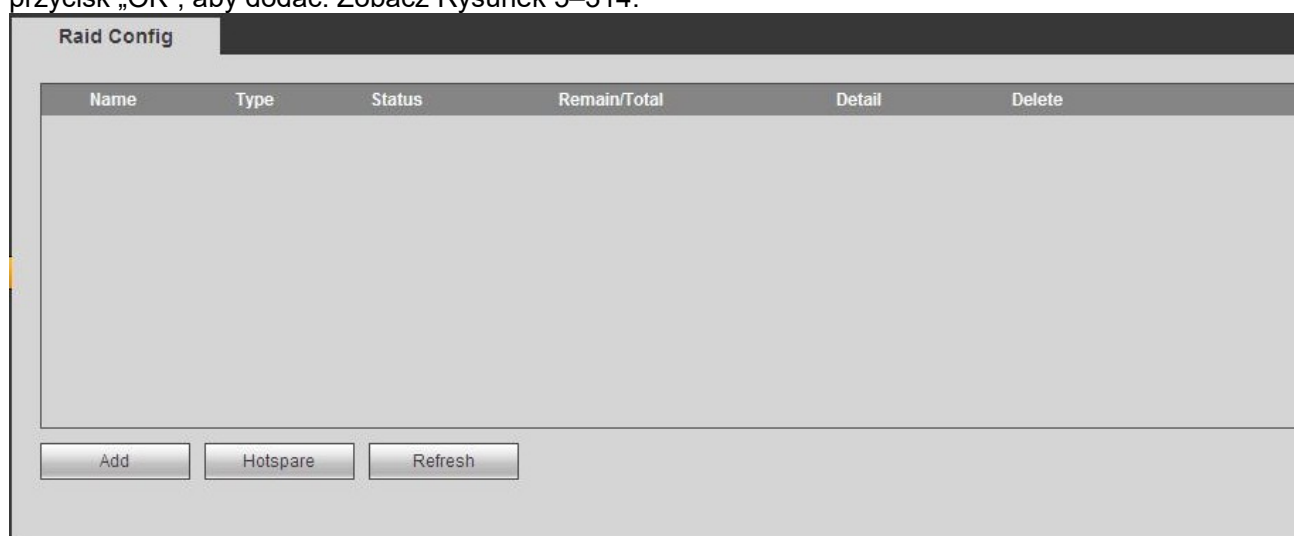 przycisk „OK”, aby dodać. Zobacz Rysunek 5–314.
Raid Config
Name Type Status Remain/Total Detail Delete
Add Hotspare Refresh